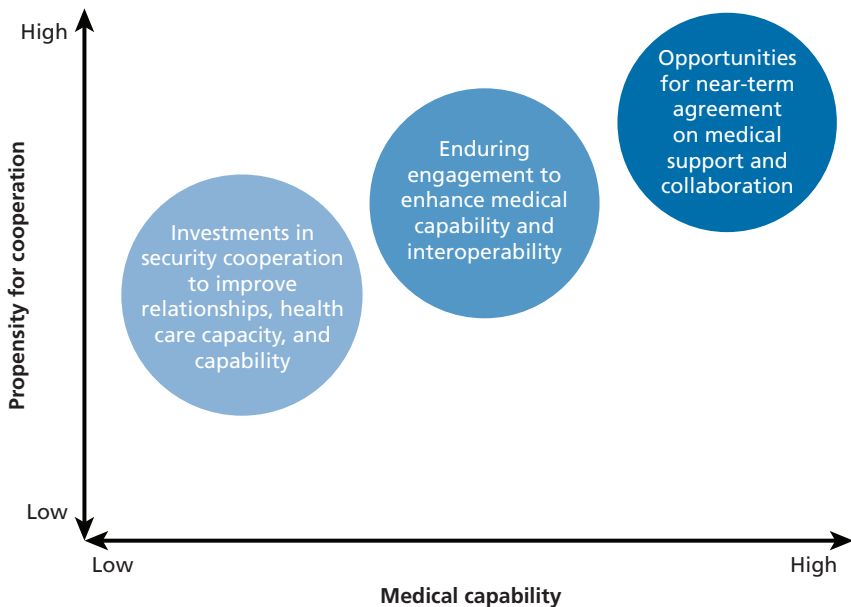 High
Propensity for cooperation
Low
Investments in
security cooperation
to improve
relationships, health
care capacity, and
capability
Enduring
engagement to
enhance medical
capability and
interoperability
Opportunities
for near-term
agreement
on medical
support and
collaboration
Low
High
Medical capability